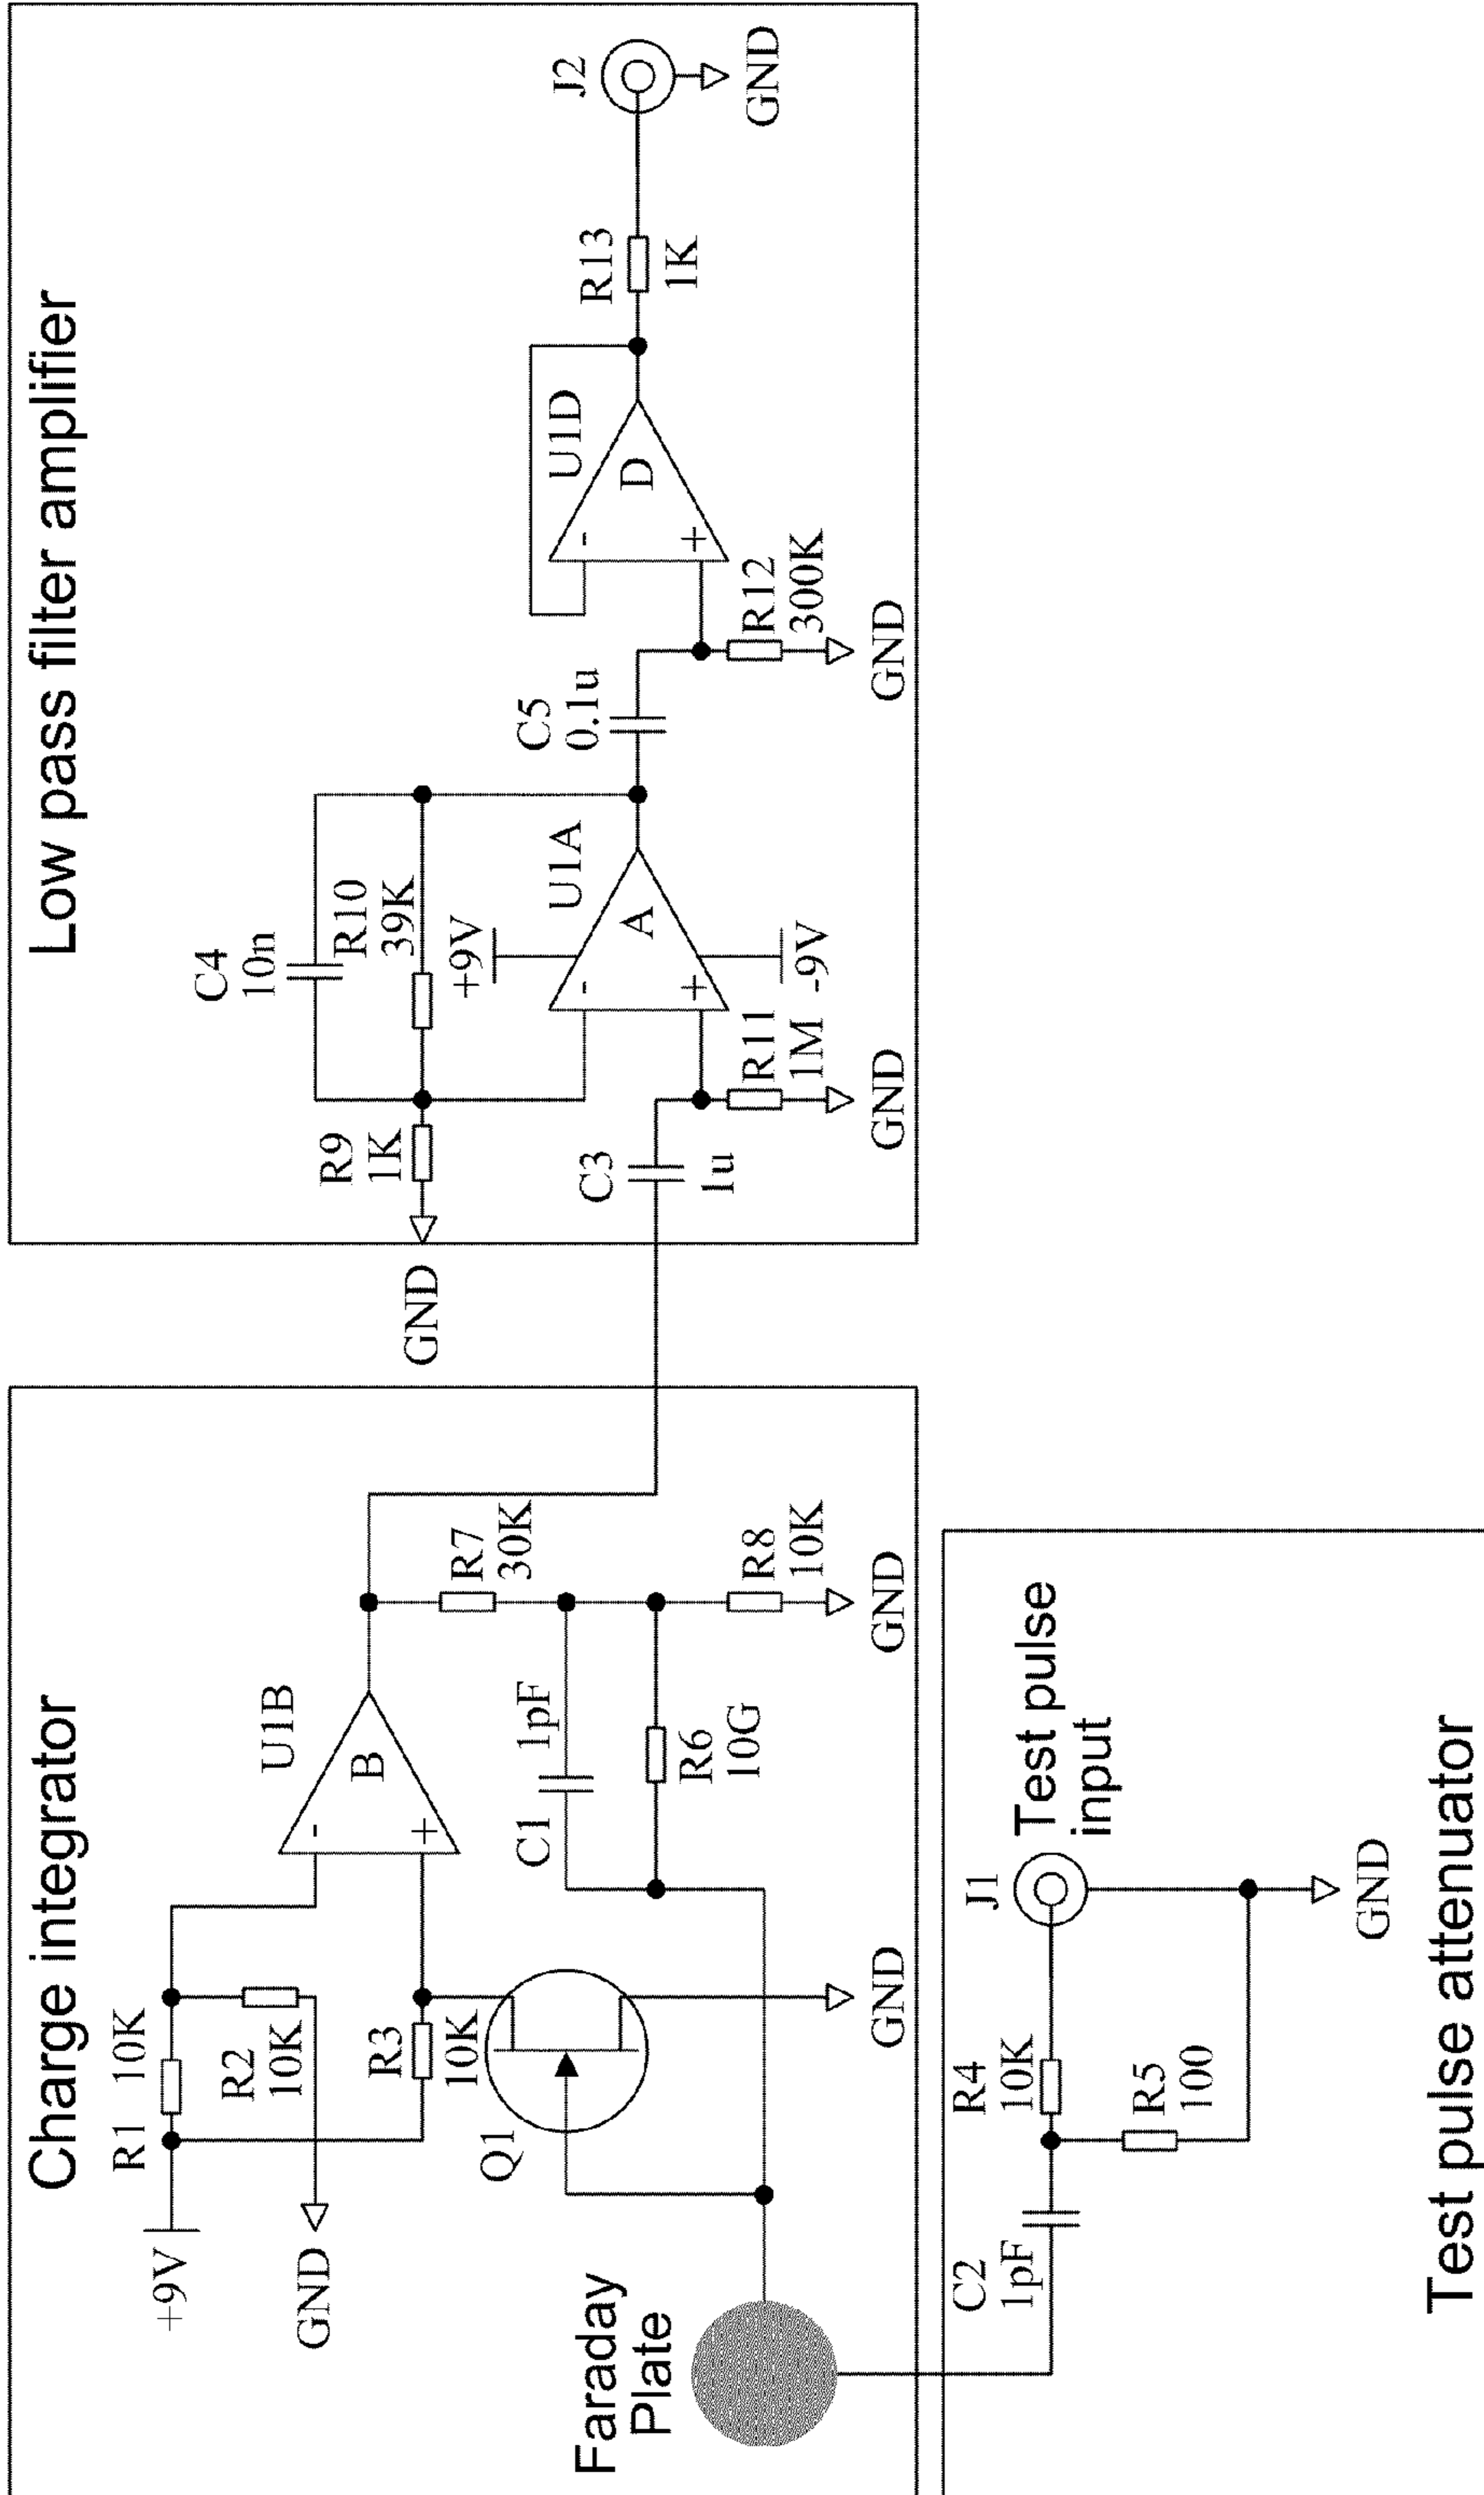 Charge integrator
+9V
R1 10K
R2
10K
GND
R3
10K
Q1
GND
Faraday
Plate
U1B
-
+
B
C1 1pF
R6
10G
R7
30K
R8
10K
GND
Low pass filter amplifier
GND
R9
1K
C4
10n
R10
39K
C3
1u
R11
1M
GND
+9V
-9V
U1A
-
+
A
C5
0.1u
R12
300K
GND
U1D
-
+
D
R13
1K
J2
GND
C2
1pF
R4
10K
R5
100
J1
Test pulse
input
GND
Test pulse attenuator